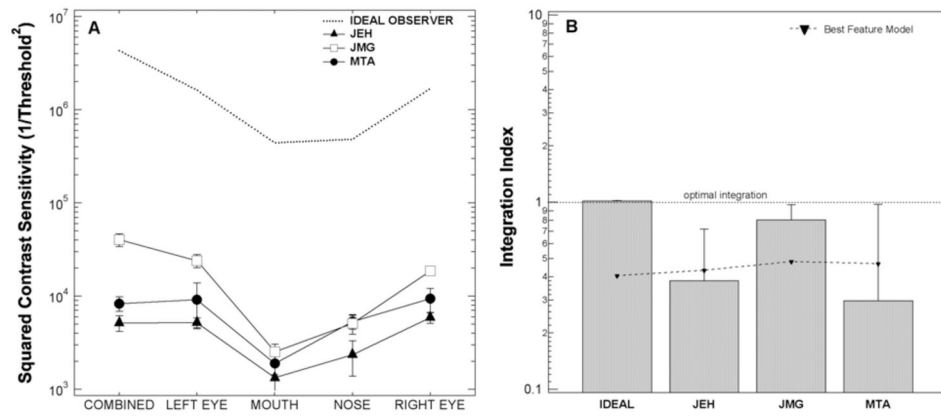 A
IDEAL OBSERVER
JEH
JMG
MTA
Squared Contrast Sensitivity (1/Threshold²)
10⁷
10⁶
10⁵
10⁴
10³
COMBINED LEFT EYE MOUTH NOSE RIGHT EYE
B
Best Feature Model
Integration Index
10
9
8
7
6
5
4
3
2
1
9
8
7
6
5
4
3
2
0.1
optimal integration
IDEAL JEH JMG MTA